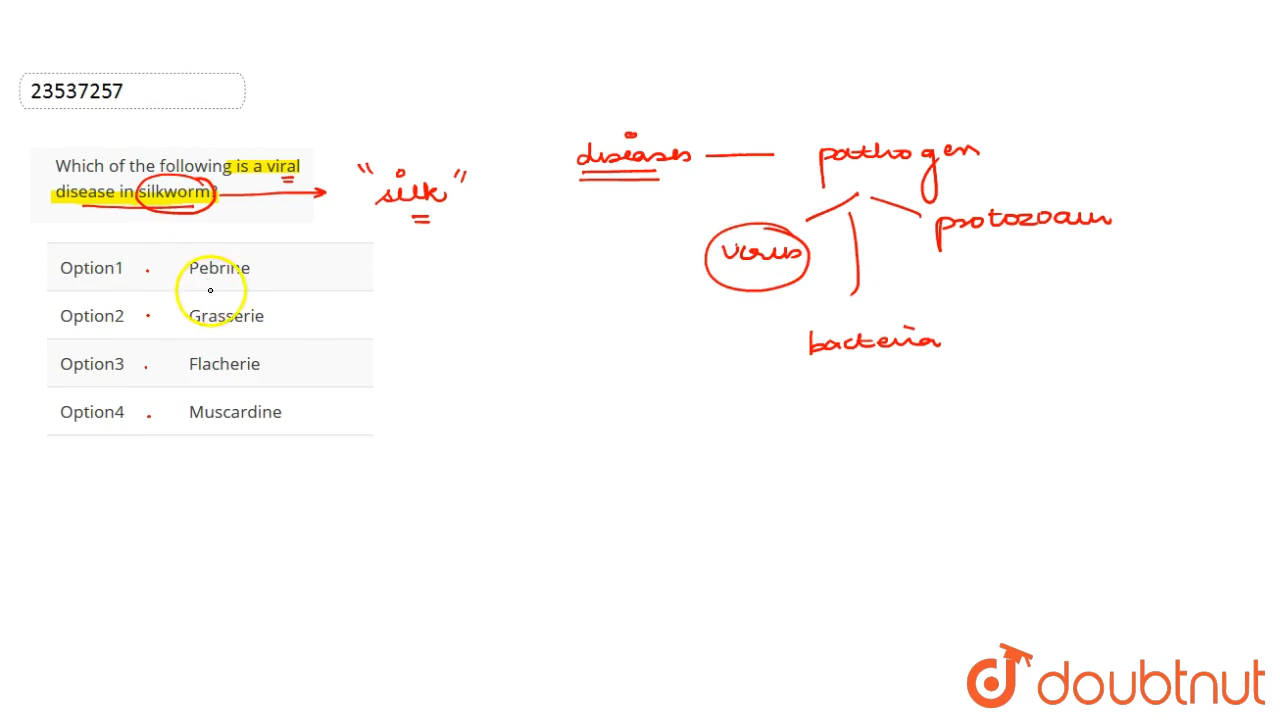 23537257
Which of the following is a viral
disease in silkworm?
"silk"
diseases — pathogen
virus
protozoan
bacteria
Option1 . Pebrine
Option2 . Grasserie
Option3 . Flacherie
Option4 . Muscardine
doubtnut